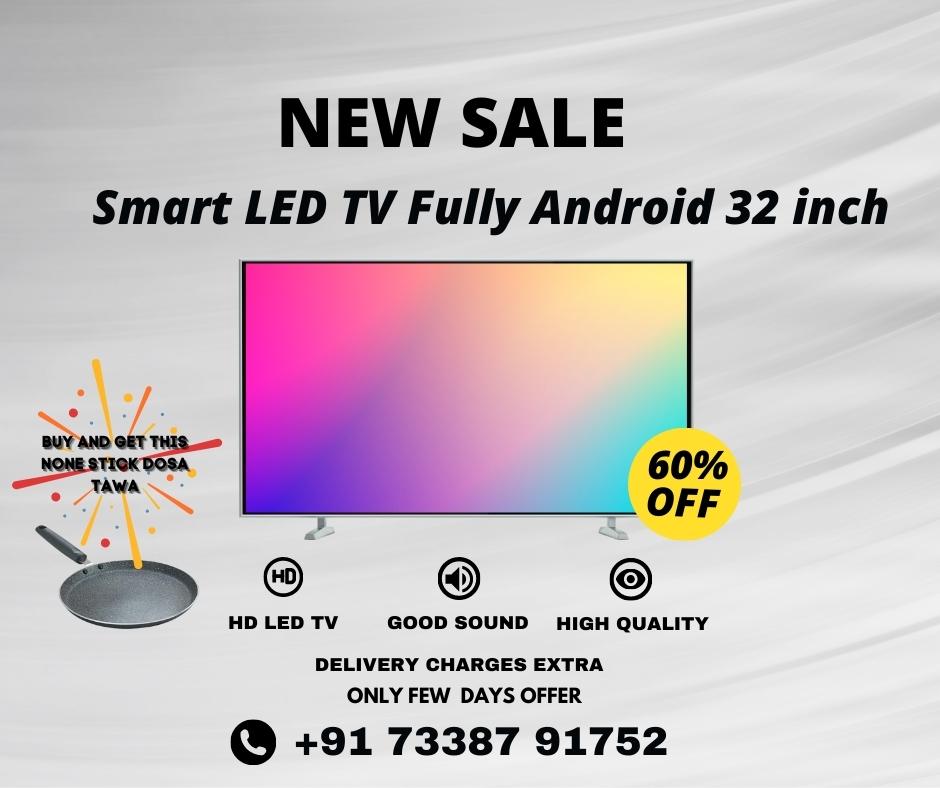 NEW SALE
Smart LED TV Fully Android 32 inch
BUY AND GET THIS
NONE STICK DOSA
TAWA
60%
OFF
HD
HD LED TV
GOOD SOUND
HIGH QUALITY
DELIVERY CHARGES EXTRA
ONLY FEW DAYS OFFER
+91 73387 91752